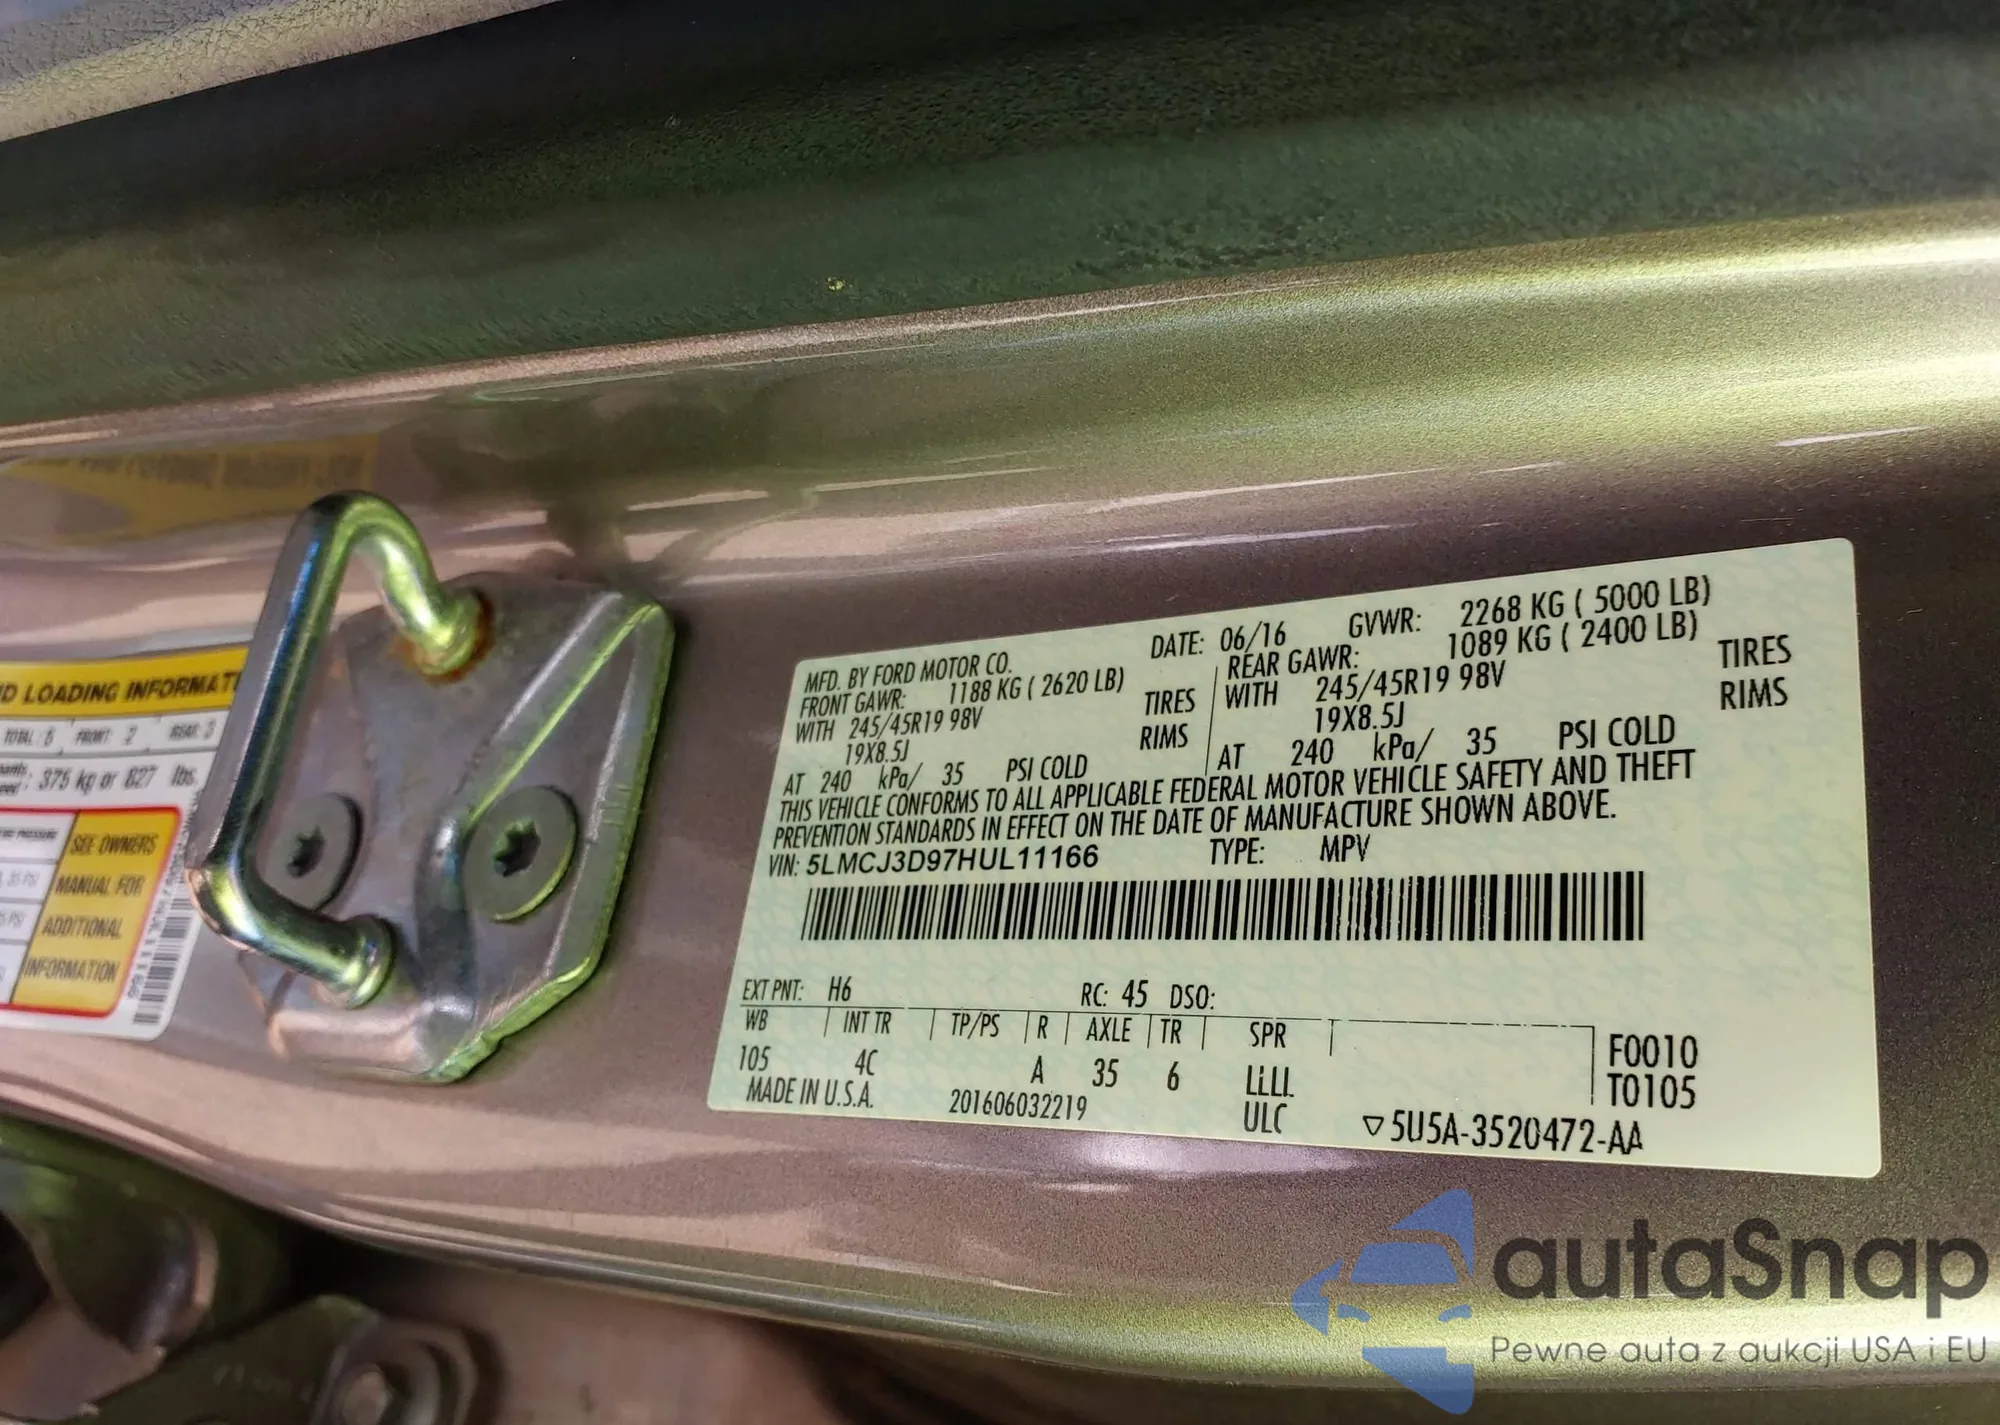 MFD. BY FORD MOTOR CO.
DATE: 06/16
GVWR: 2268 KG ( 5000 LB)
FRONT GAWR: 1188 KG ( 2620 LB)
REAR GAWR: 1089 KG ( 2400 LB)
WITH 245/45R19 98V TIRES
WITH 245/45R19 98V TIRES
19X8.5J RIMS
19X8.5J RIMS
AT 240 kPa/ 35 PSI COLD
AT 240 kPa/ 35 PSI COLD
THIS VEHICLE CONFORMS TO ALL APPLICABLE FEDERAL MOTOR VEHICLE SAFETY AND THEFT
PREVENTION STANDARDS IN EFFECT ON THE DATE OF MANUFACTURE SHOWN ABOVE.
VIN: 5LMCJ3D97HUL11166 TYPE: MPV
EXT PNT: H6 RC: 45 DSO:
WB INT TR TP/PS R AXLE TR SPR
105 4C A 35 6 LILL
F0010
T0105
MADE IN U.S.A. 201606032219 ULC
▽5U5A-3520472-AA
LOADING INFORMAT
TOTAL : 5 FRONT : 2 REAR: 3
: 375 kg or 827 lbs.
SEE OWNERS
MANUAL FOR
ADDITIONAL
INFORMATION
autaSnap
Pewne auta z aukcji USA i EU